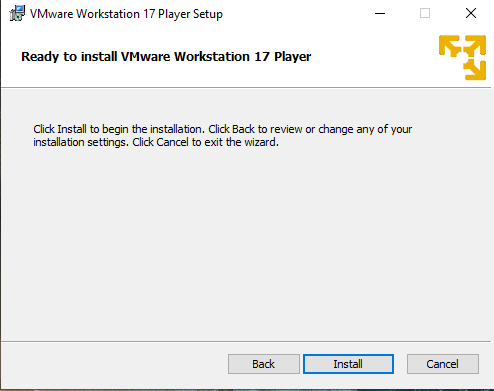 VMware Workstation 17 Player Setup
Ready to install VMware Workstation 17 Player
Click Install to begin the installation. Click Back to review or change any of your
installation settings. Click Cancel to exit the wizard.
Back
Install
Cancel